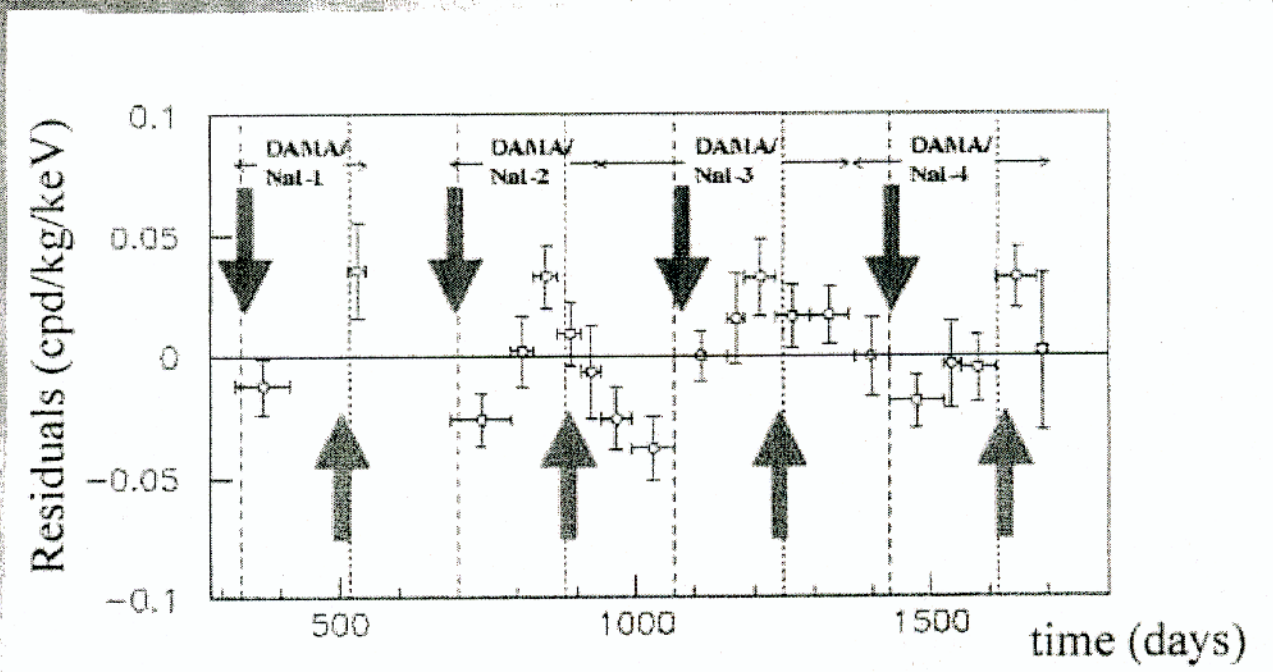 Residuals (cpd/kg/keV)
0.1
0.05
0
−0.05
−0.1
DAMA/
NaI-1
DAMA/
NaI-2
DAMA/
NaI-3
DAMA/
NaI-4
500
1000
1500
time (days)